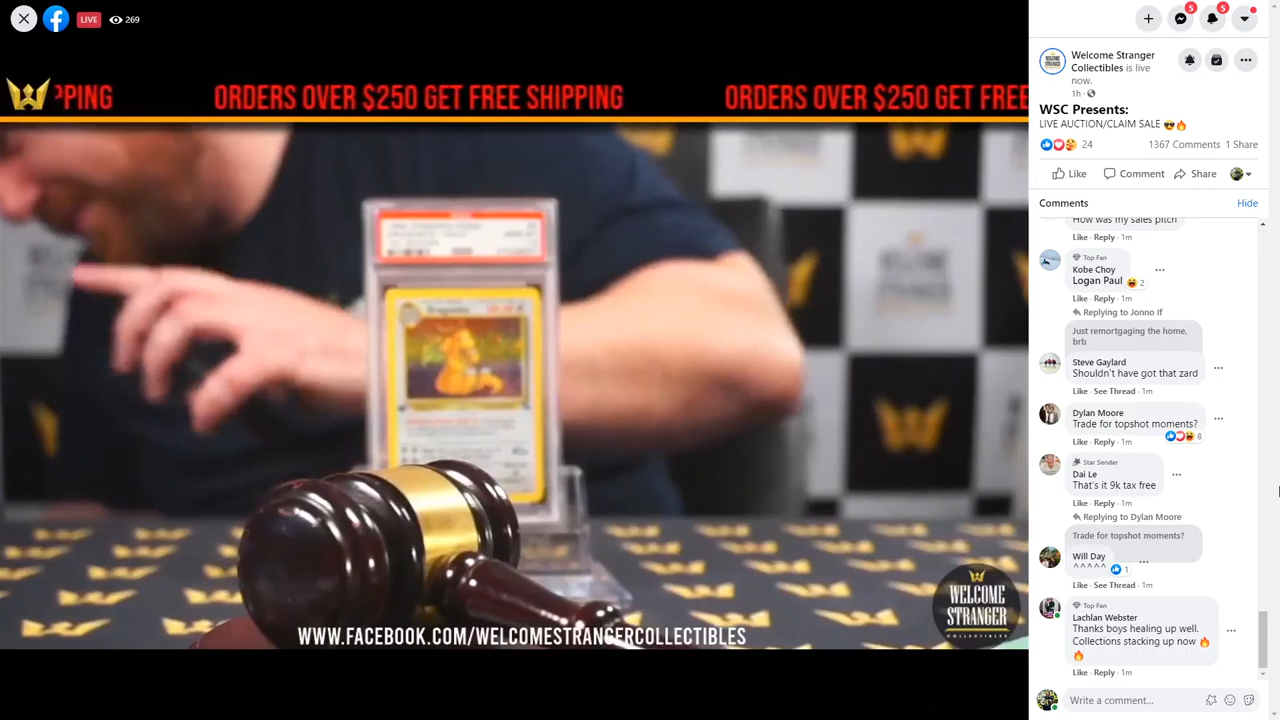 LIVE
269
PPING
ORDERS OVER $250 GET FREE SHIPPING
ORDERS OVER $250 GET FREE
WWW.FACEBOOK.COM/WELCOMESTRANGERCOLLECTIBLES
WELCOME
STRANGER
COLLECTIBLES
5
5
Welcome Stranger
Collectibles is live
now.
1h ·
WSC Presents:
LIVE AUCTION/CLAIM SALE 😎🔥
24
1367 Comments 1 Share
Like
Comment
Share
Comments
Hide
How was my sales pitch
Like · Reply · 1m
Top Fan
Kobe Choy
Logan Paul
2
Like · Reply · 1m
Replying to Jonno If
Just remortgaging the home,
brb
Steve Gaylard
Shouldn't have got that zard
Like · See Thread · 1m
Dylan Moore
Trade for topshot moments?
8
Like · Reply · 1m
Star Sender
Dai Le
That's it 9k tax free
Like · Reply · 1m
Replying to Dylan Moore
Trade for topshot moments?
Will Day
^^^^^
1
Like · See Thread · 1m
Top Fan
Lachlan Webster
Thanks boys healing up well.
Collections stacking up now 🔥
🔥
Like · Reply · 1m
Write a comment...